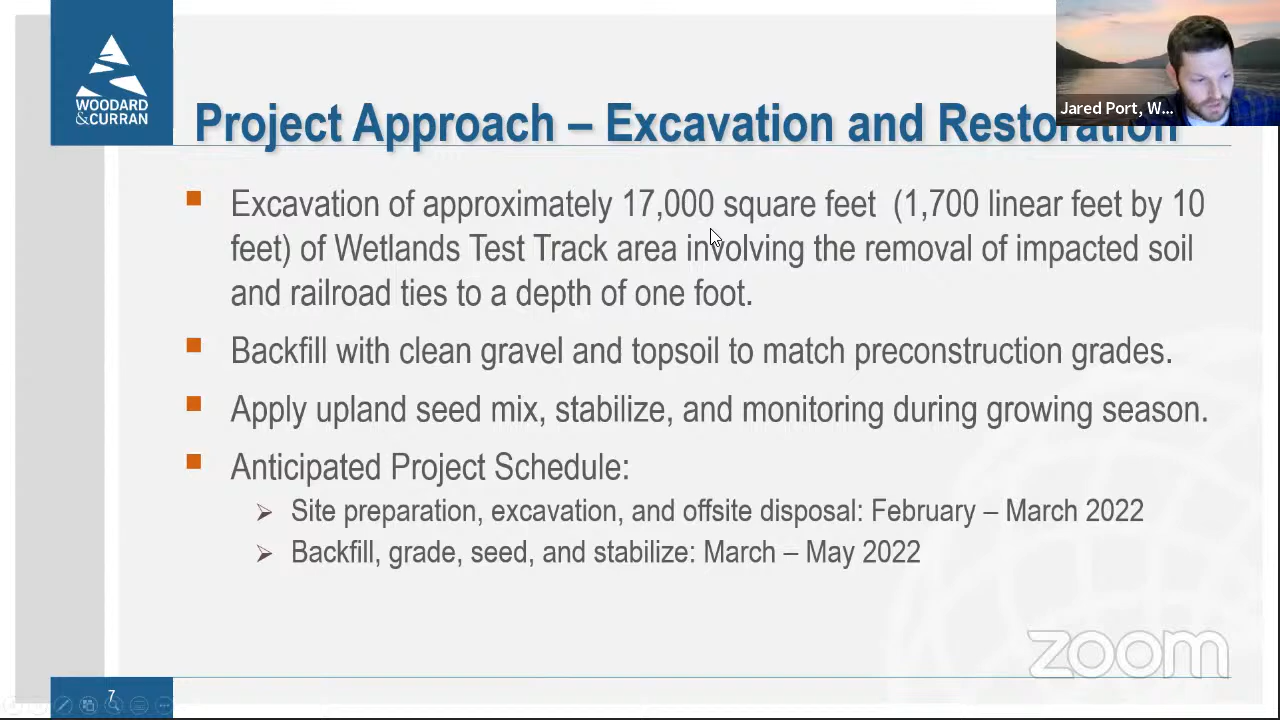 WOODARD
&CURRAN
Jared Port, W...
Project Approach – Excavation and Restoration
Excavation of approximately 17,000 square feet (1,700 linear feet by 10
feet) of Wetlands Test Track area involving the removal of impacted soil
and railroad ties to a depth of one foot.
Backfill with clean gravel and topsoil to match preconstruction grades.
Apply upland seed mix, stabilize, and monitoring during growing season.
Anticipated Project Schedule:
Site preparation, excavation, and offsite disposal: February – March 2022
Backfill, grade, seed, and stabilize: March – May 2022
zoom
7